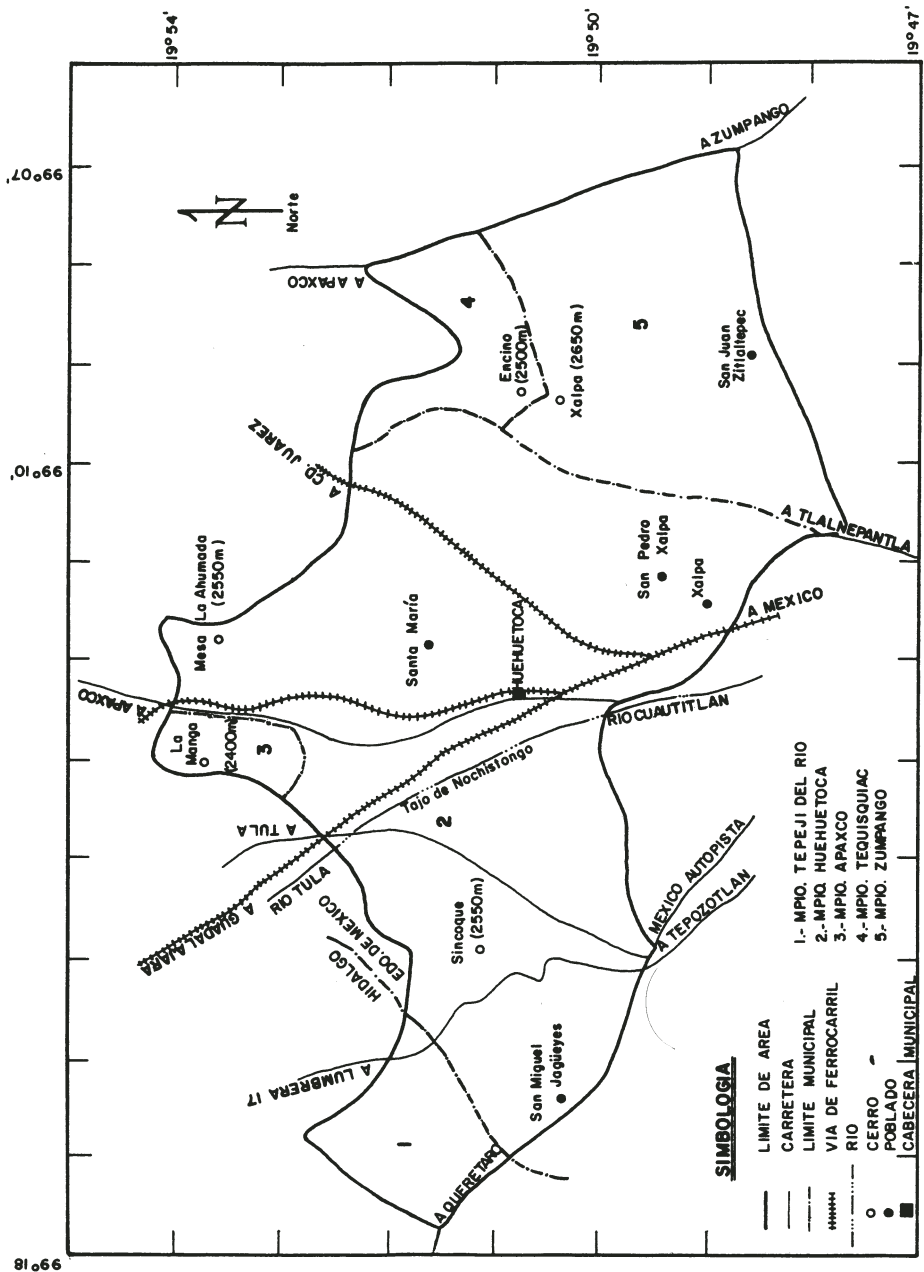 99°18'
99°10'
99°07'
19°54'
19°50'
19°47'
N
Norte
A APAXCO
A CD. JUAREZ
A APAXCO
Mesa La Ahumada
(2550m)
La
Manga
(2400m)
3
A TULA
A GUADALAJARA
RIO TULA
EDO. DE MEXICO
HIDALGO
A LUMBRERA 17
1
A QUERETARO
Santa María
HUEHUETOCA
Tajo de Nochistongo
2
Sincoque
(2550m)
San Miguel
Jagüeyes
4
Encino
(2500m)
Xalpa (2650m)
5
San Juan
Zitlaltepec
A ZUMPANGO
San Pedro
Xalpa
Xalpa
A TLALNEPANTLA
A MEXICO
RIO CUAUTITLAN
MEXICO AUTOPISTA
A TEPOZOTLAN
SIMBOLOGIA
LIMITE DE AREA
CARRETERA
LIMITE MUNICIPAL
VIA DE FERROCARRIL
RIO
CERRO
POBLADO
CABECERA MUNICIPAL
1.- MPIO. TEPEJI DEL RIO
2.- MPIO. HUEHUETOCA
3.- MPIO. APAXCO
4.- MPIO. TEQUISQUIAC
5.- MPIO. ZUMPANGO